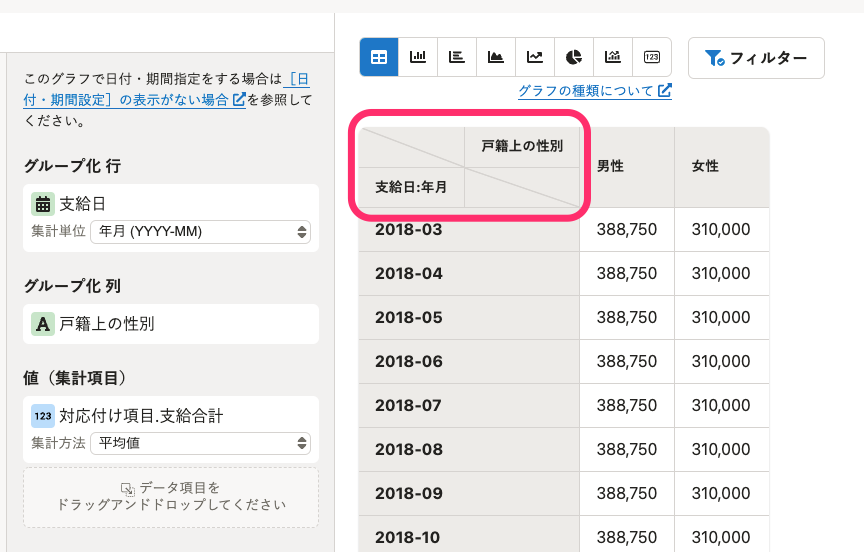 このグラフで日付・期間指定をする場合は［日
付・期間設定］の表示がない場合を参照して
ください。
グループ化 行
支給日
集計単位 年月 (YYYY-MM)
グループ化 列
A 戸籍上の性別
値（集計項目）
123 対応付け項目.支給合計
集計方法 平均値
データ項目を
ドラッグアンドドロップしてください
123 フィルター
グラフの種類について
戸籍上の性別 男性 女性
支給日:年月
2018-03 388,750 310,000
2018-04 388,750 310,000
2018-05 388,750 310,000
2018-06 388,750 310,000
2018-07 388,750 310,000
2018-08 388,750 310,000
2018-09 388,750 310,000
2018-10 388,750 310,000